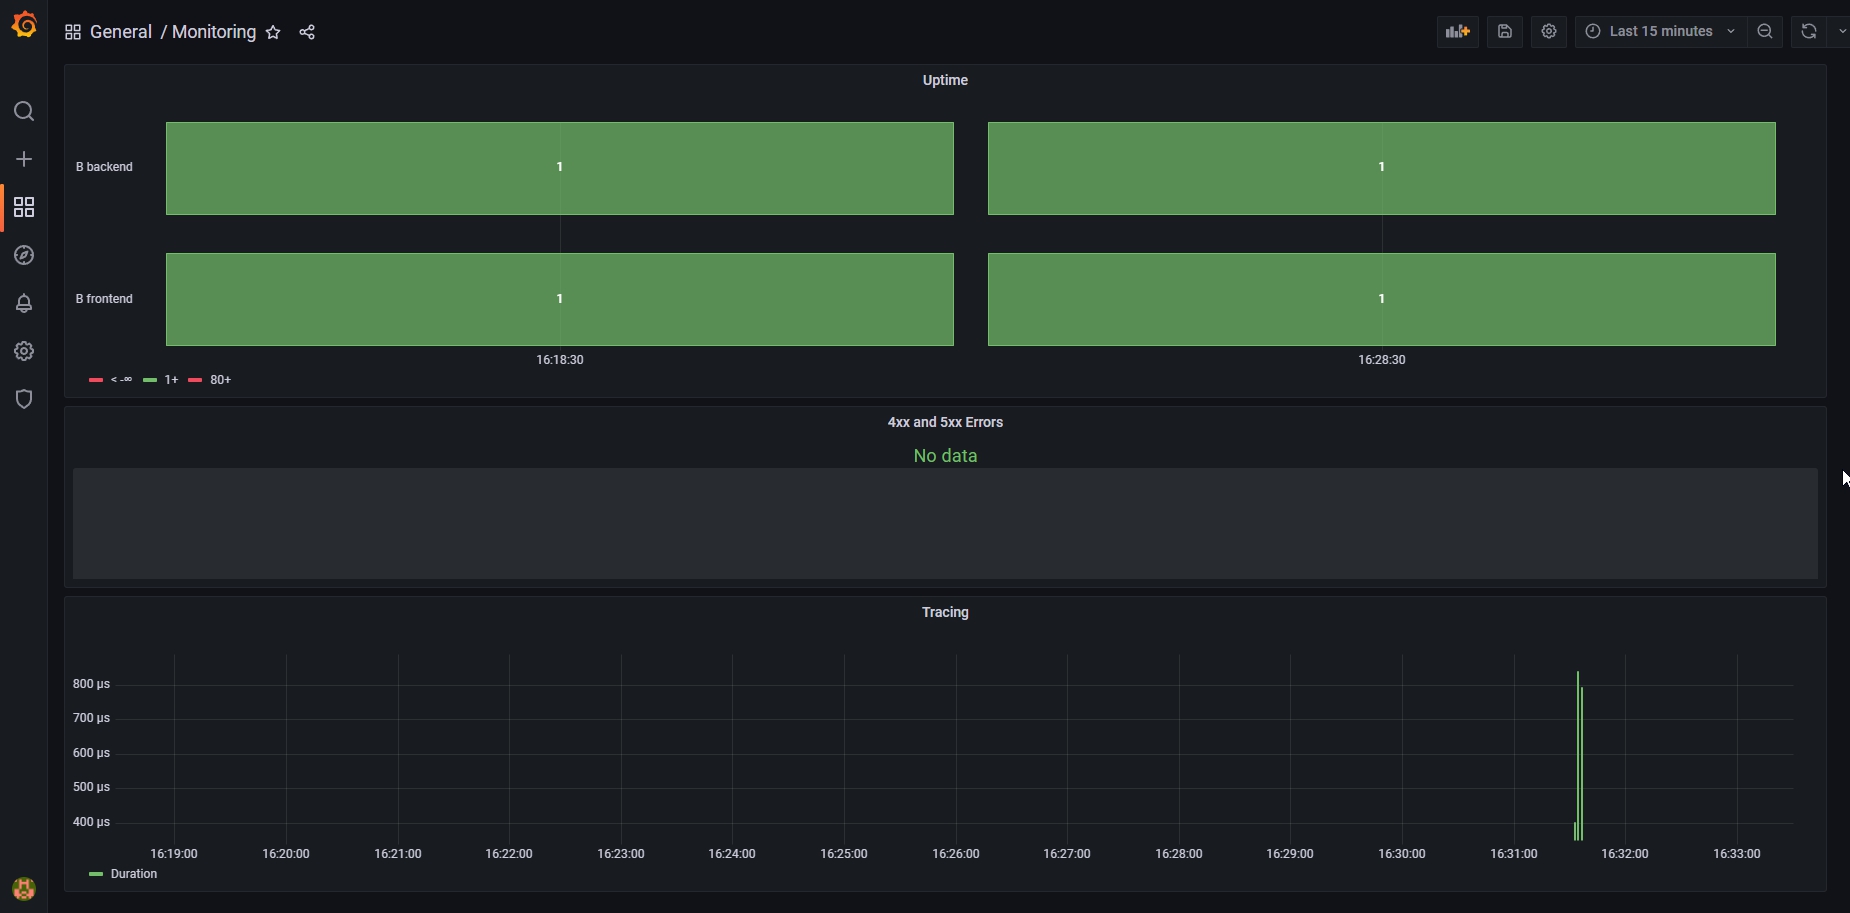 General / Monitoring
Last 15 minutes
Uptime
B backend
1
1
B frontend
1
1
16:18:30
16:28:30
< -∞ 1+ 80+
4xx and 5xx Errors
No data
Tracing
800 µs
700 µs
600 µs
500 µs
400 µs
16:19:00 16:20:00 16:21:00 16:22:00 16:23:00 16:24:00 16:25:00 16:26:00 16:27:00 16:28:00 16:29:00 16:30:00 16:31:00 16:32:00 16:33:00
Duration